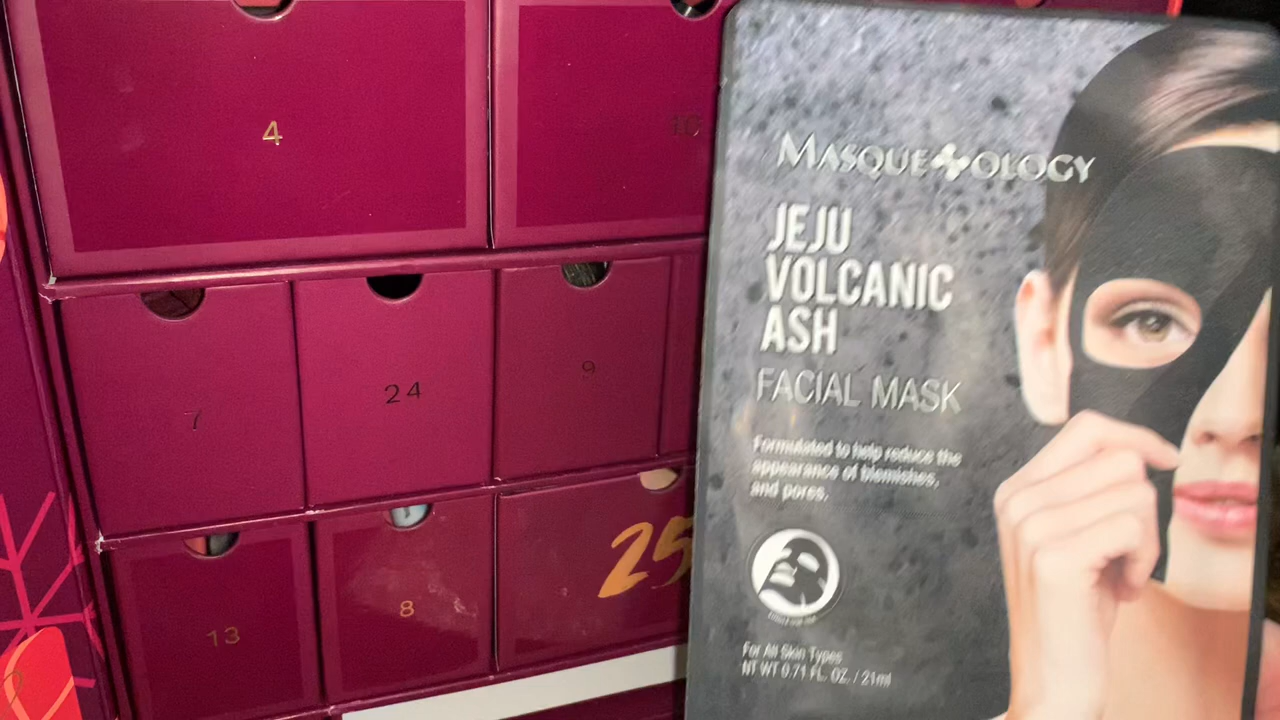 4
16
7
24
9
13
8
25
MASQUE OLOGY
JEJU
VOLCANIC
ASH
FACIAL MASK
Formulated to help reduce the
appearance of blemishes,
and pores.
For All Skin Types
NT WT 0.71 FL. OZ. / 21ml